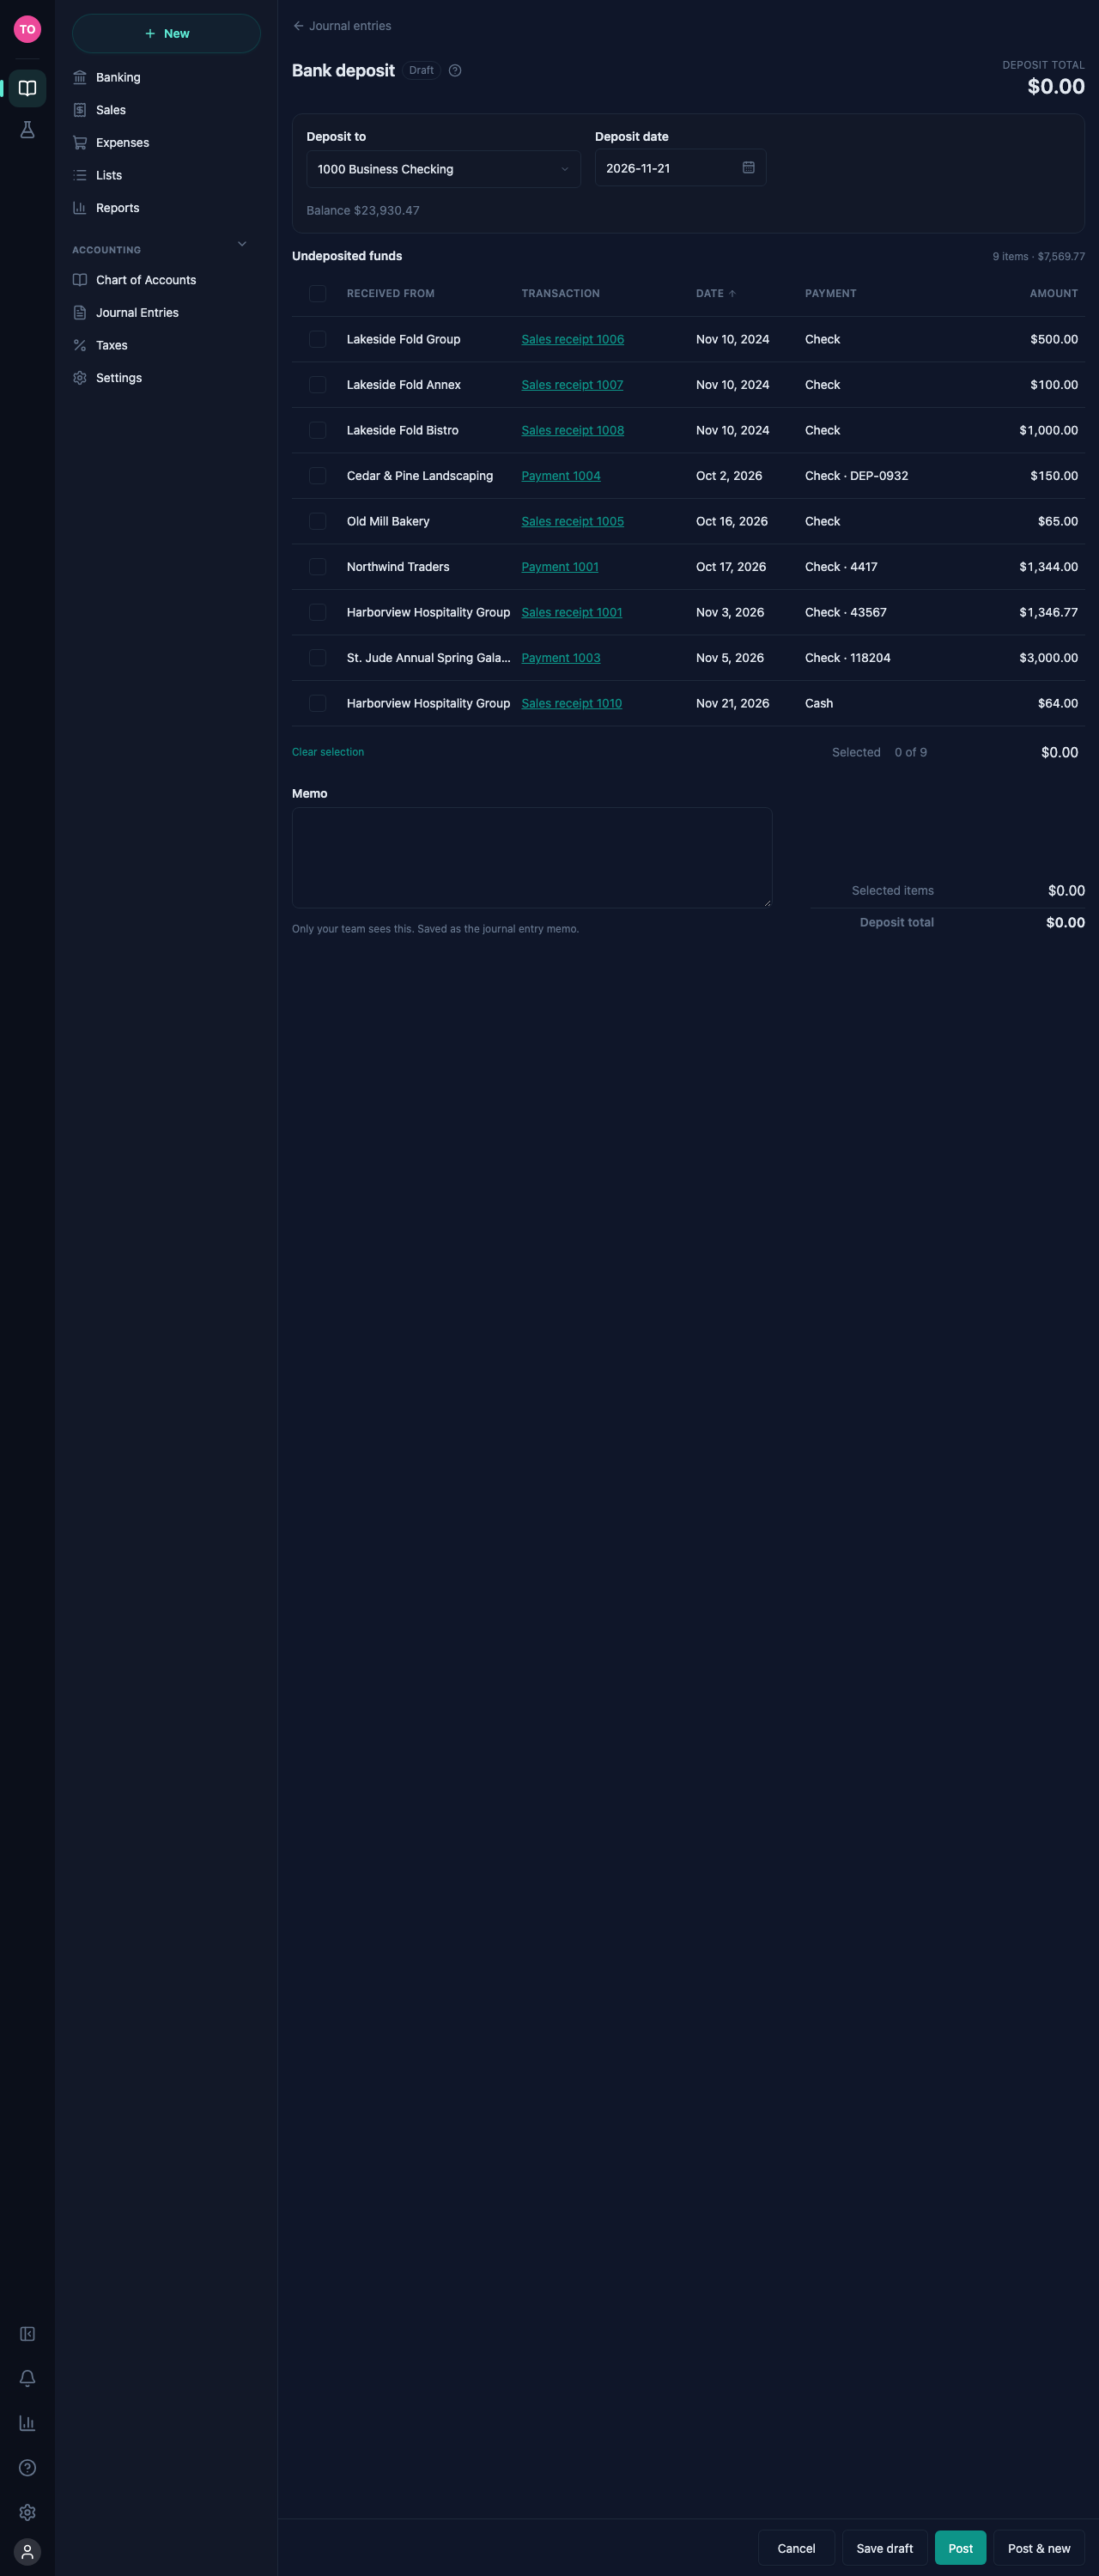 TO
New
Banking
Sales
Expenses
Lists
Reports
ACCOUNTING
Chart of Accounts
Journal Entries
Taxes
Settings
Journal entries
Bank deposit Draft
DEPOSIT TOTAL
$0.00
Deposit to Deposit date
1000 Business Checking 2026-11-21
Balance $23,930.47
Undeposited funds 9 items · $7,569.77
RECEIVED FROM TRANSACTION DATE ↑ PAYMENT AMOUNT
Lakeside Fold Group Sales receipt 1006 Nov 10, 2024 Check $500.00
Lakeside Fold Annex Sales receipt 1007 Nov 10, 2024 Check $100.00
Lakeside Fold Bistro Sales receipt 1008 Nov 10, 2024 Check $1,000.00
Cedar & Pine Landscaping Payment 1004 Oct 2, 2026 Check · DEP-0932 $150.00
Old Mill Bakery Sales receipt 1005 Oct 16, 2026 Check $65.00
Northwind Traders Payment 1001 Oct 17, 2026 Check · 4417 $1,344.00
Harborview Hospitality Group Sales receipt 1001 Nov 3, 2026 Check · 43567 $1,346.77
St. Jude Annual Spring Gala... Payment 1003 Nov 5, 2026 Check · 118204 $3,000.00
Harborview Hospitality Group Sales receipt 1010 Nov 21, 2026 Cash $64.00
Clear selection Selected 0 of 9 $0.00
Memo
Selected items $0.00
Deposit total $0.00
Only your team sees this. Saved as the journal entry memo.
Cancel Save draft Post Post & new